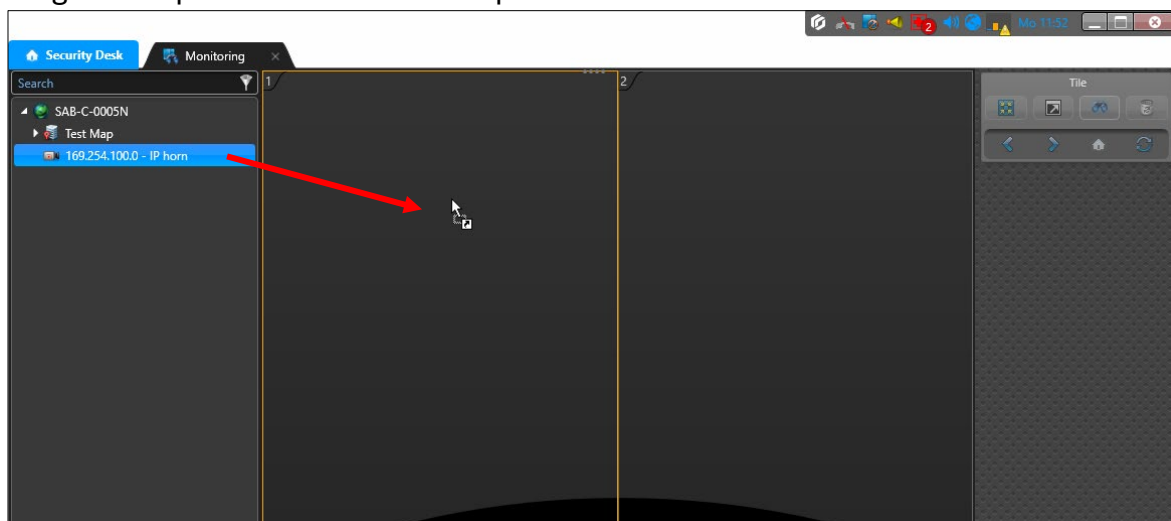 2
Mo 11:52
Security Desk
Monitoring
Search
1
2
Tile
SAB-C-0005N
Test Map
169.254.100.0 - IP horn